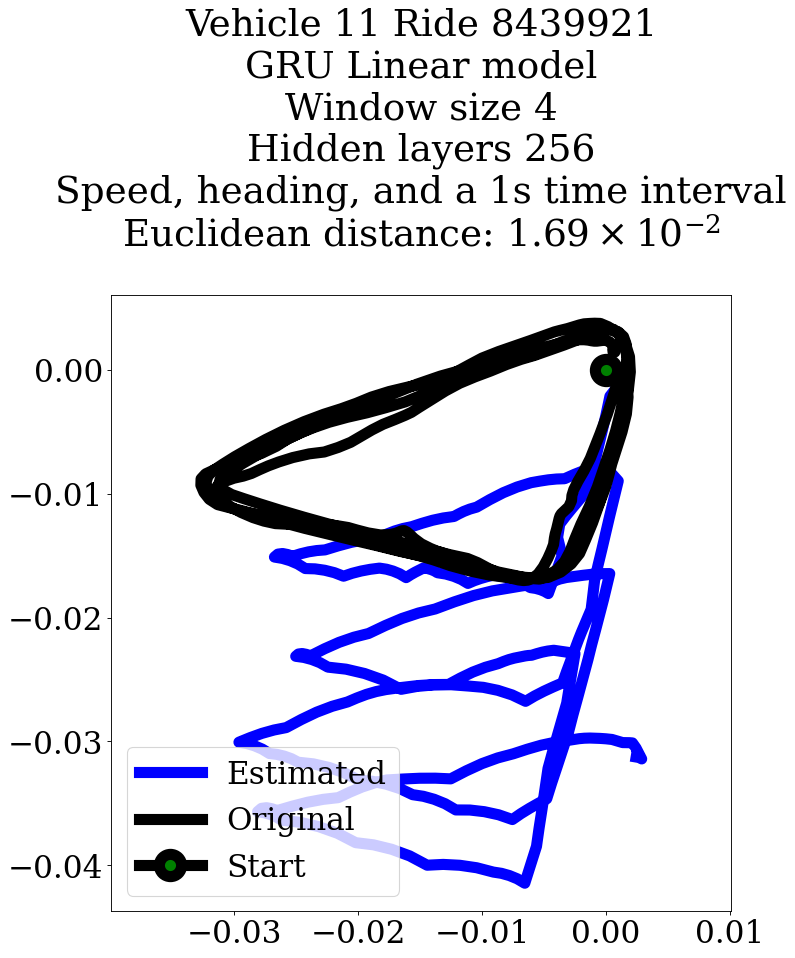 Vehicle 11 Ride 8439921
GRU Linear model
Window size 4
Hidden layers 256
Speed, heading, and a 1s time interval
Euclidean distance: 1.69 × 10⁻²
0.00
−0.01
−0.02
−0.03
−0.04
Estimated
Original
Start
−0.03 −0.02 −0.01 0.00 0.01